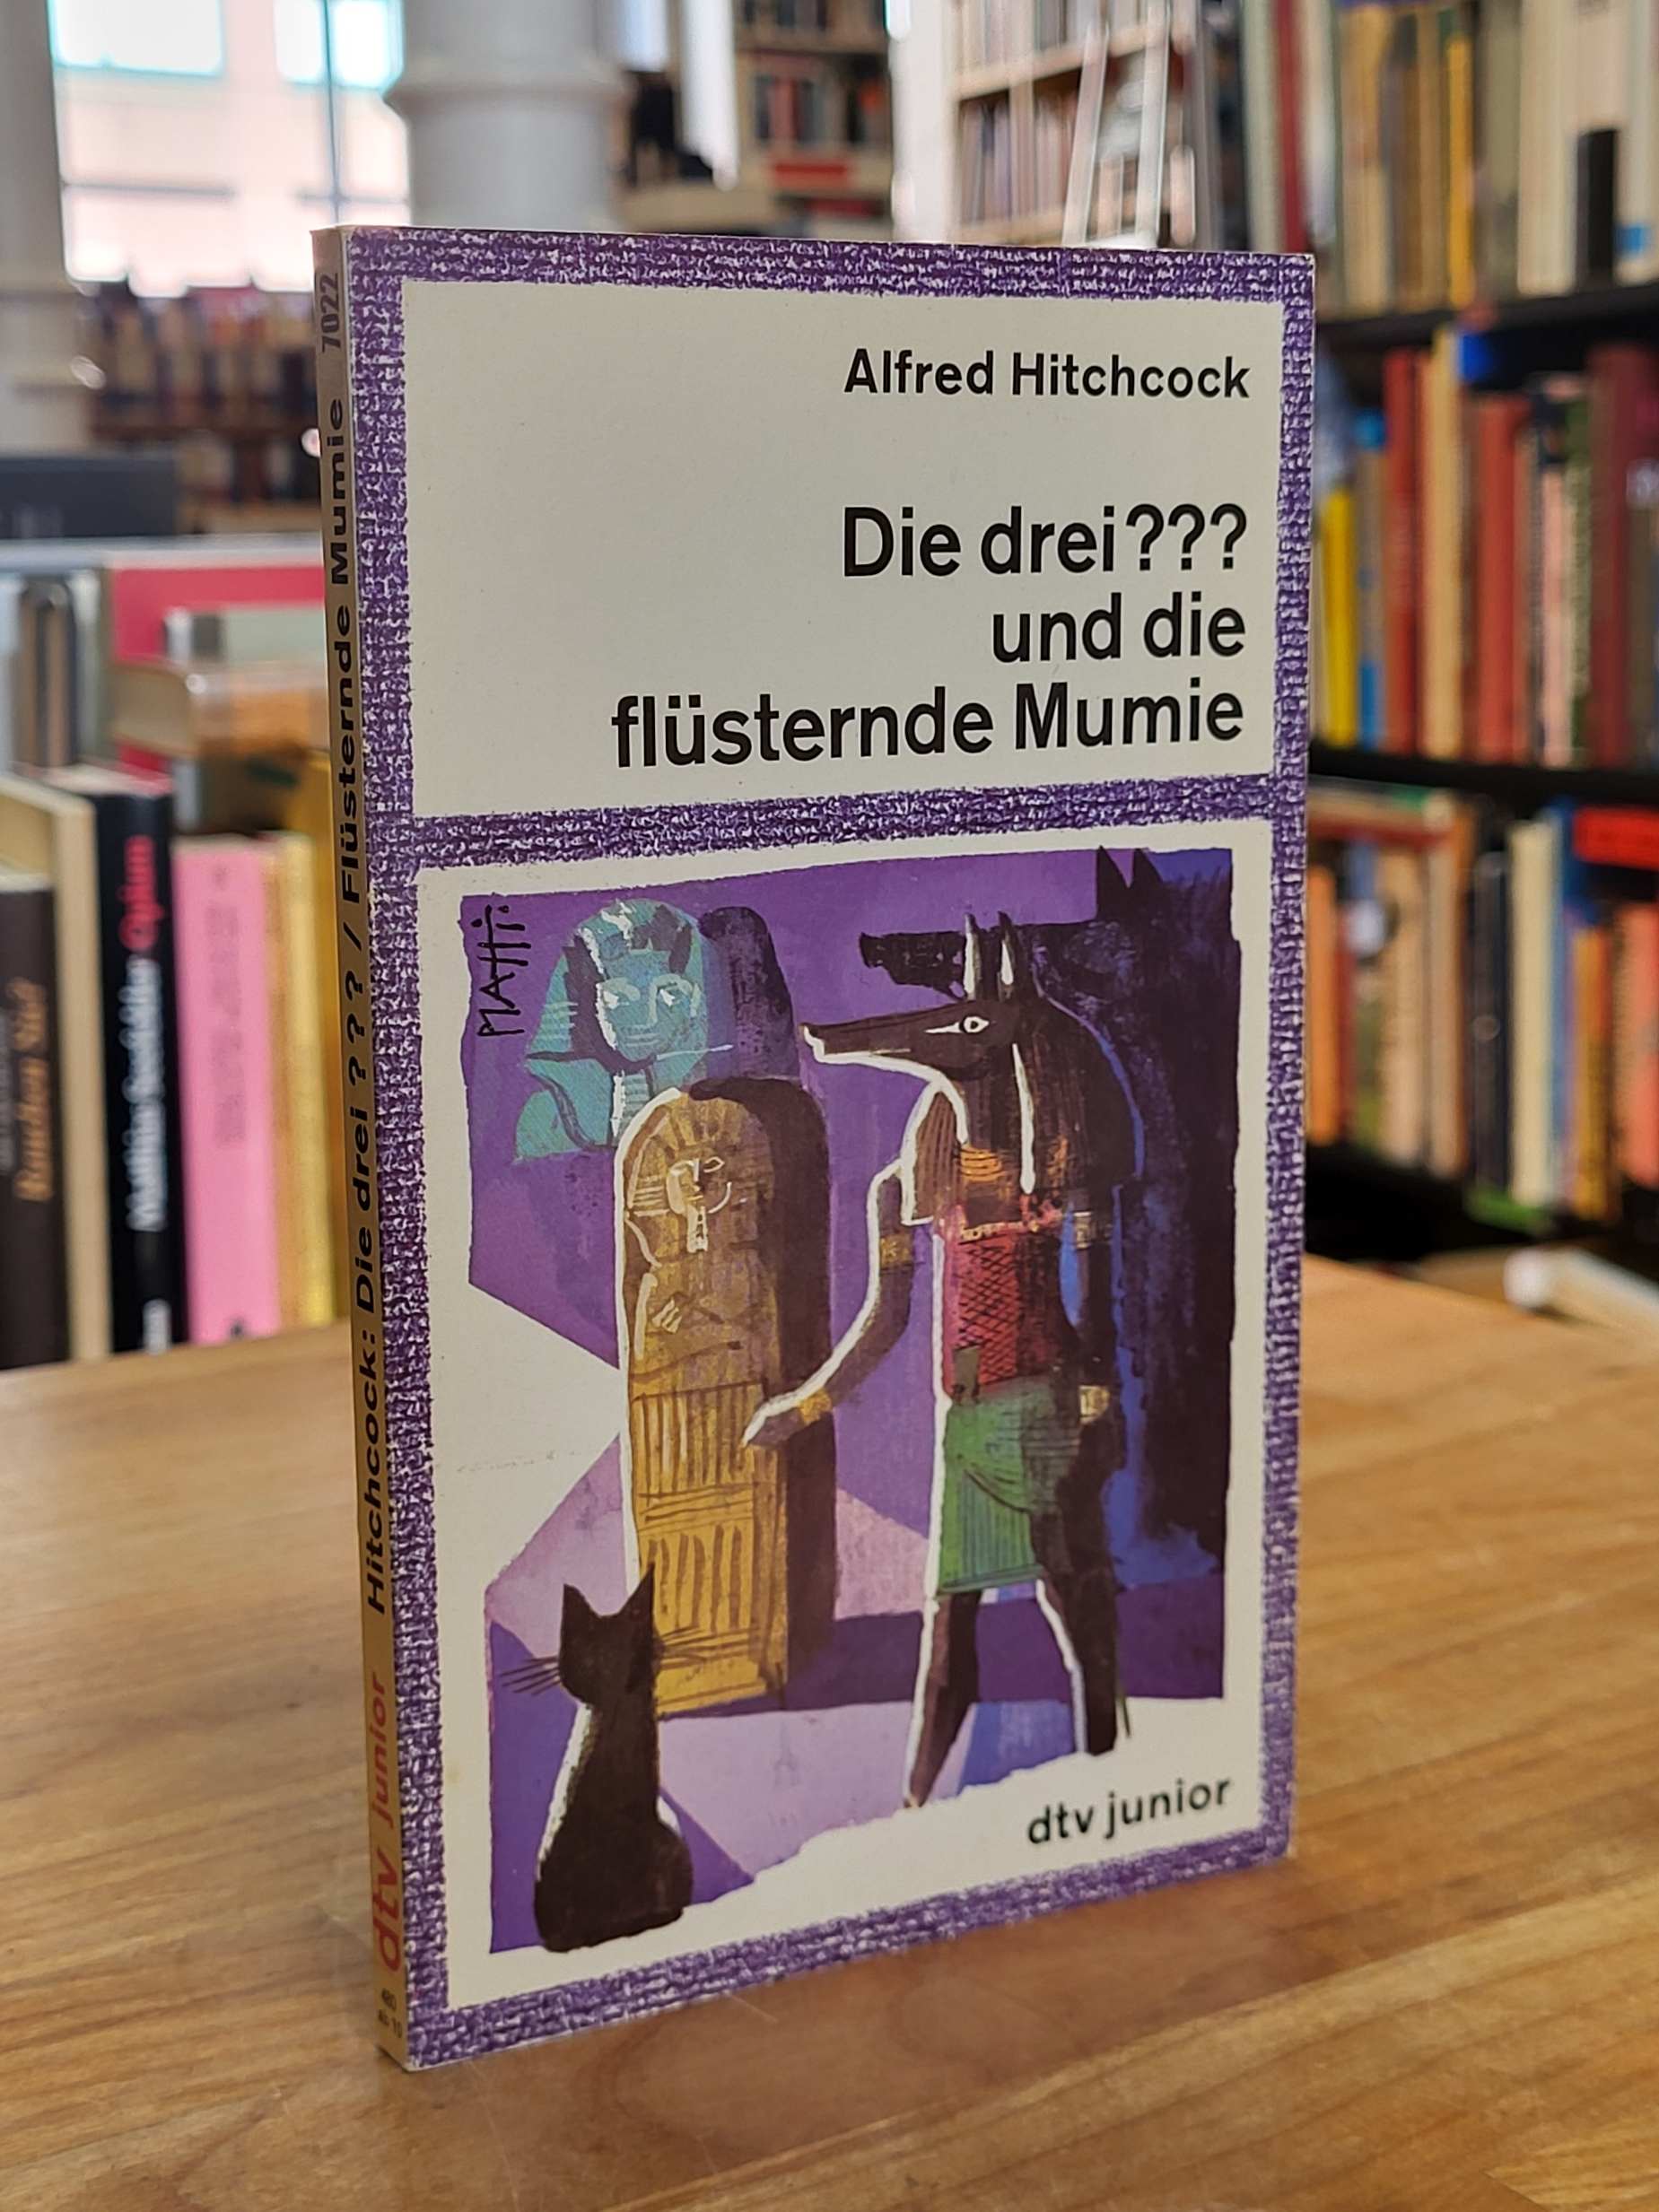 Alfred Hitchcock
Die drei???
und die
flüsternde Mumie
MAtti.
dtv junior
dtv junior Hitchcock: Die drei ? ? ? / Flüsternde Mumie 7022
Opium